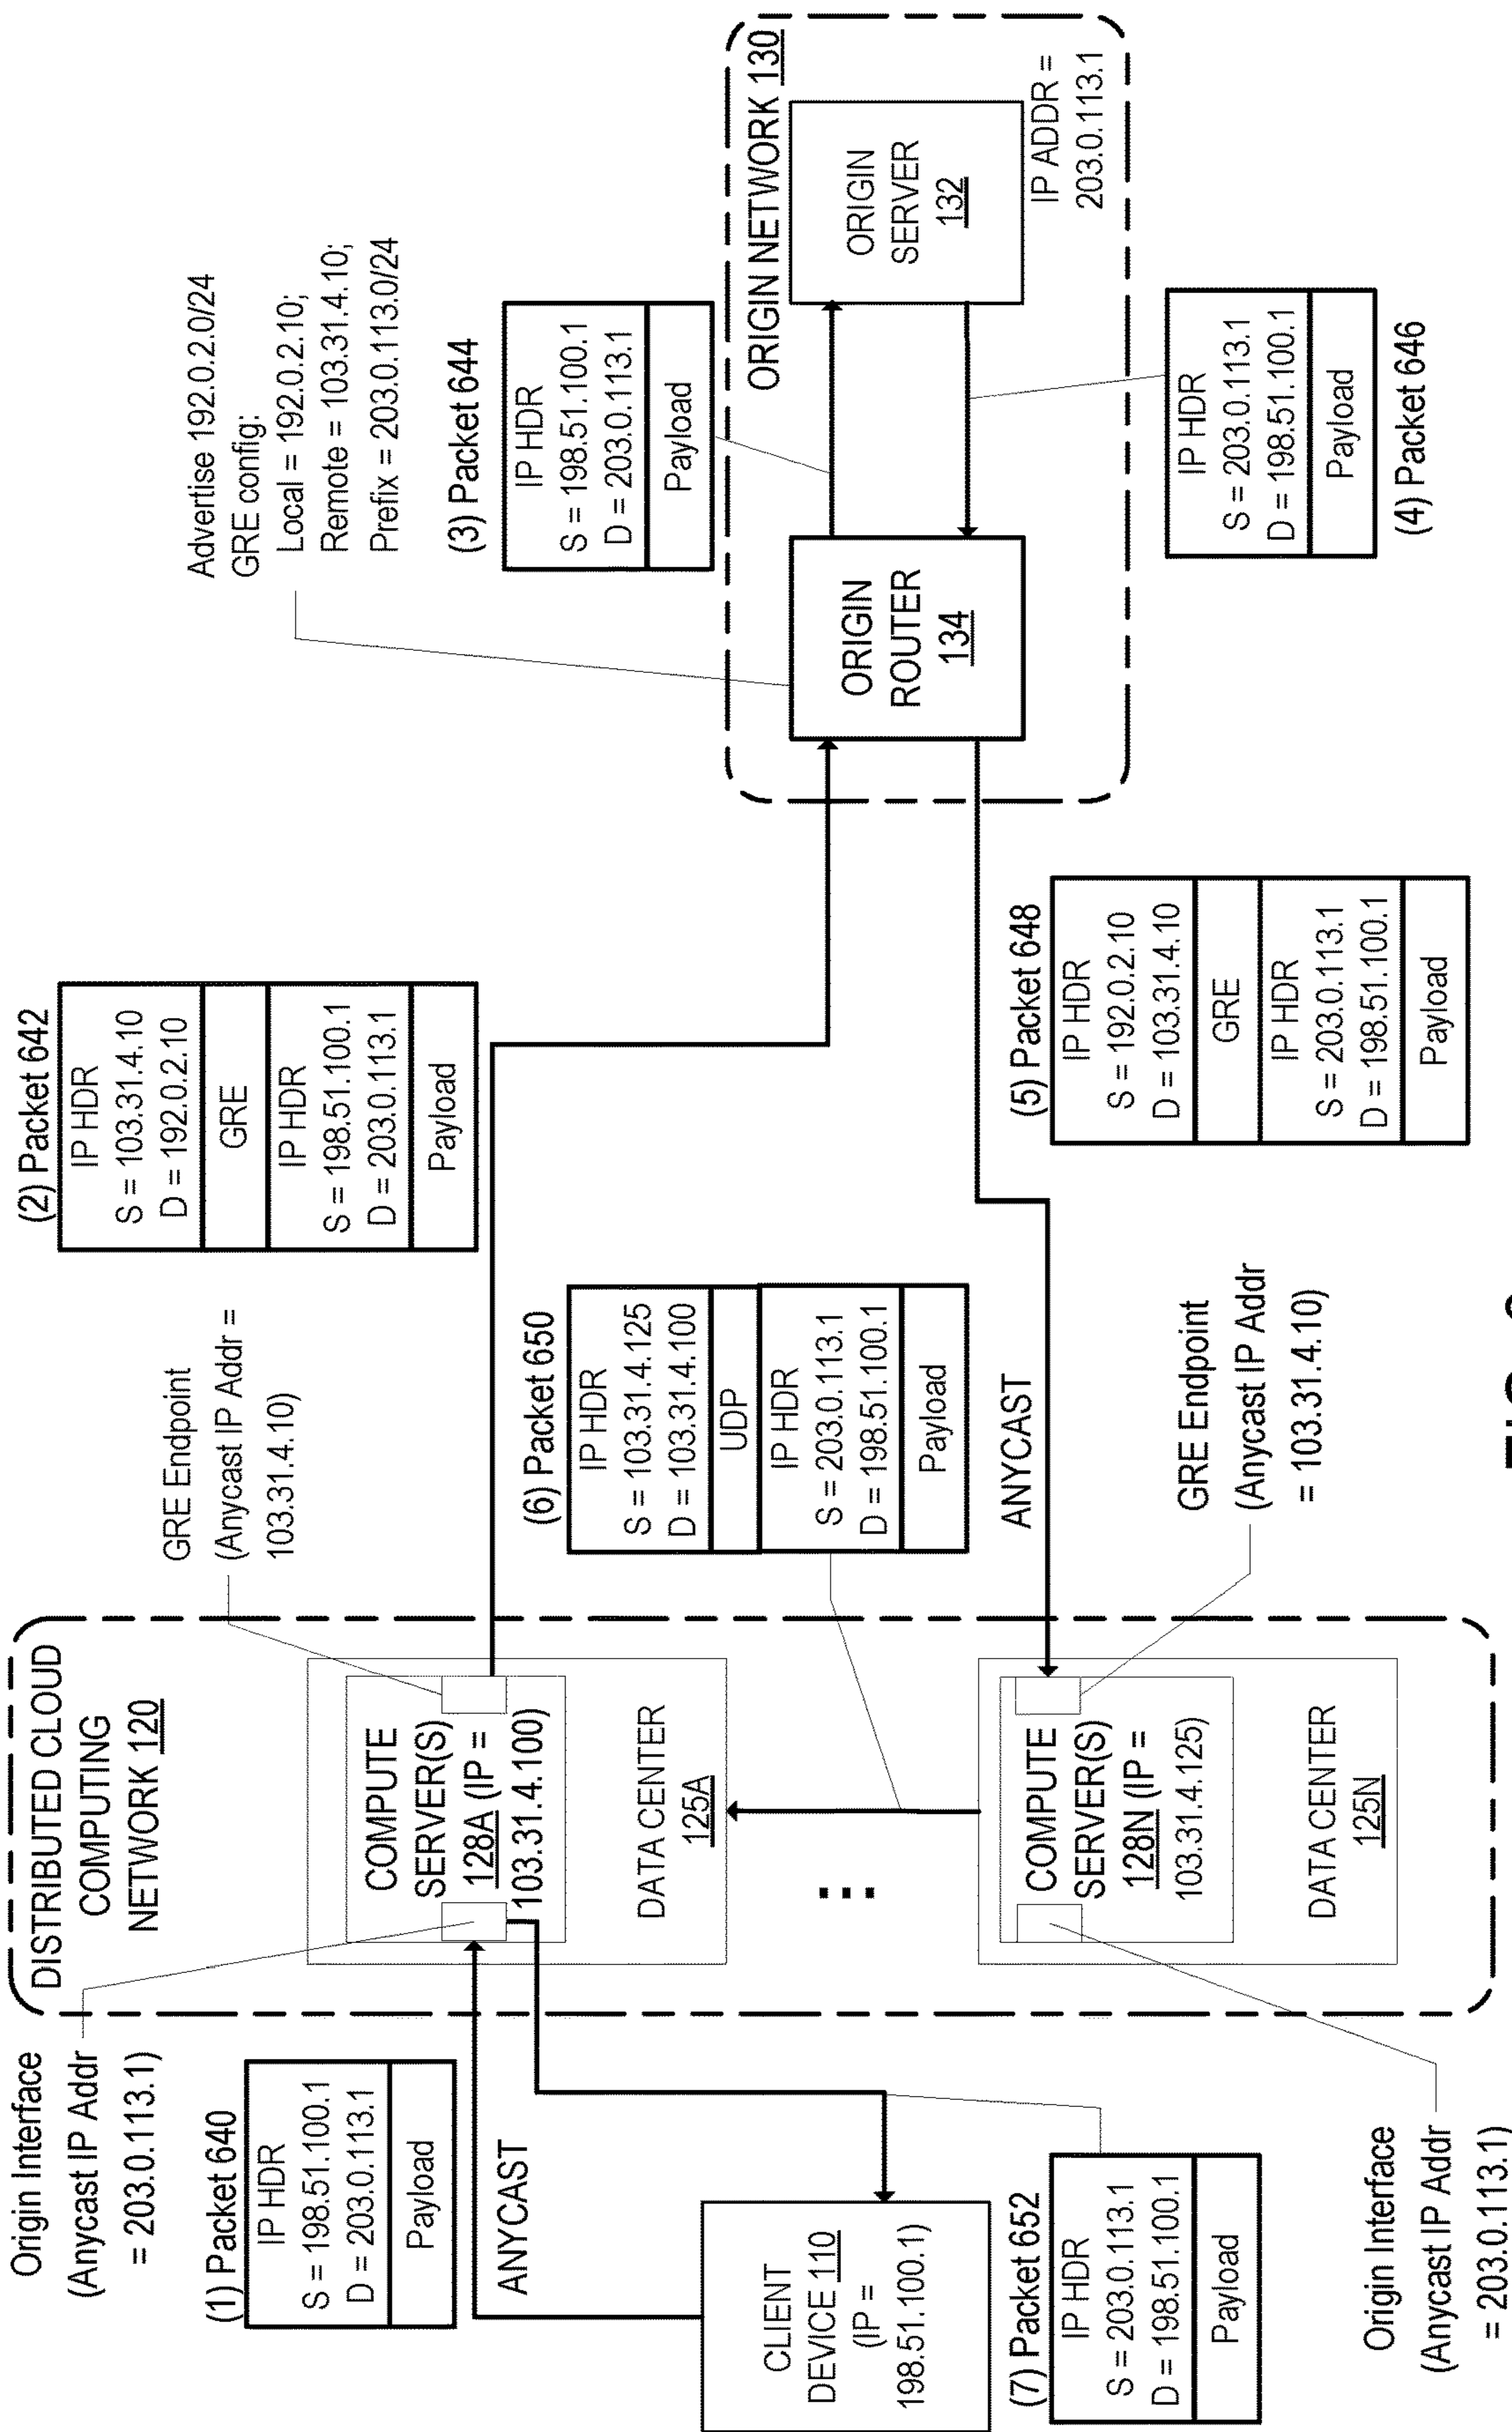 Origin Interface
(Anycast IP Addr
= 203.0.113.1)
(1) Packet 640
IP HDR
S = 198.51.100.1
D = 203.0.113.1
Payload
ANYCAST
CLIENT
DEVICE 110
(IP =
198.51.100.1)
(7) Packet 652
IP HDR
S = 203.0.113.1
D = 198.51.100.1
Payload
Origin Interface
(Anycast IP Addr
= 203.0.113.1)
DISTRIBUTED CLOUD
COMPUTING
NETWORK 120
COMPUTE
SERVER(S)
128A (IP =
103.31.4.100)
DATA CENTER
125A
...
COMPUTE
SERVER(S)
128N (IP =
103.31.4.125)
DATA CENTER
125N
GRE Endpoint
(Anycast IP Addr =
103.31.4.10)
(6) Packet 650
IP HDR
S = 103.31.4.125
D = 103.31.4.100
UDP
IP HDR
S = 203.0.113.1
D = 198.51.100.1
Payload
ANYCAST
GRE Endpoint
(Anycast IP Addr
= 103.31.4.10)
(2) Packet 642
IP HDR
S = 103.31.4.10
D = 192.0.2.10
GRE
IP HDR
S = 198.51.100.1
D = 203.0.113.1
Payload
(5) Packet 648
IP HDR
S = 192.0.2.10
D = 103.31.4.10
GRE
IP HDR
S = 203.0.113.1
D = 198.51.100.1
Payload
Advertise 192.0.2.0/24
GRE config:
Local = 192.0.2.10;
Remote = 103.31.4.10;
Prefix = 203.0.113.0/24
(3) Packet 644
IP HDR
S = 198.51.100.1
D = 203.0.113.1
Payload
ORIGIN NETWORK 130
ORIGIN
ROUTER
134
ORIGIN
SERVER
132
IP ADDR =
203.0.113.1
IP HDR
S = 203.0.113.1
D = 198.51.100.1
Payload
(4) Packet 646